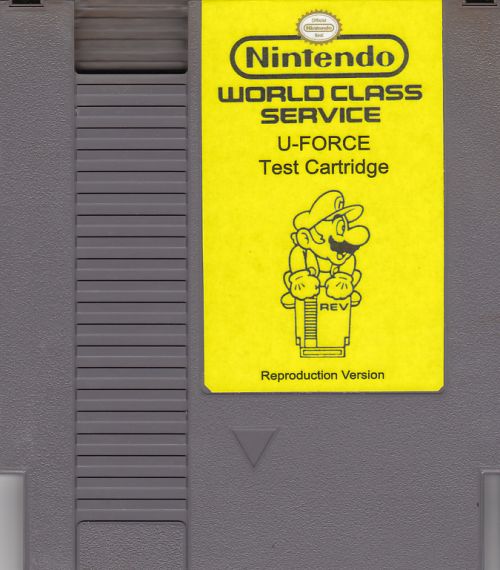 Official
Nintendo
Seal
Nintendo
WORLD CLASS
SERVICE
U-FORCE
Test Cartridge
REV
Reproduction Version